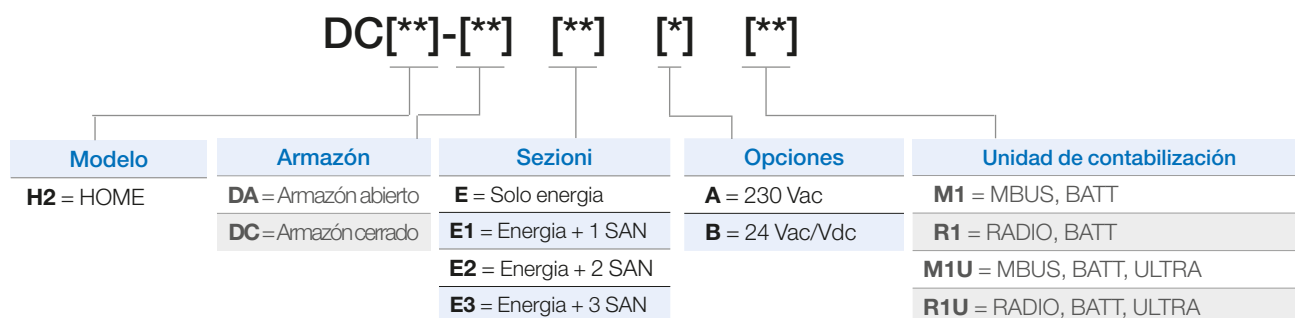 DC[**]-[**] [**] [*] [**]
Modelo
H2 = HOME
Armazón
DA = Armazón abierto
DC = Armazón cerrado
Sezioni
E = Solo energia
E1 = Energia + 1 SAN
E2 = Energia + 2 SAN
E3 = Energia + 3 SAN
Opciones
A = 230 Vac
B = 24 Vac/Vdc
Unidad de contabilización
M1 = MBUS, BATT
R1 = RADIO, BATT
M1U = MBUS, BATT, ULTRA
R1U = RADIO, BATT, ULTRA